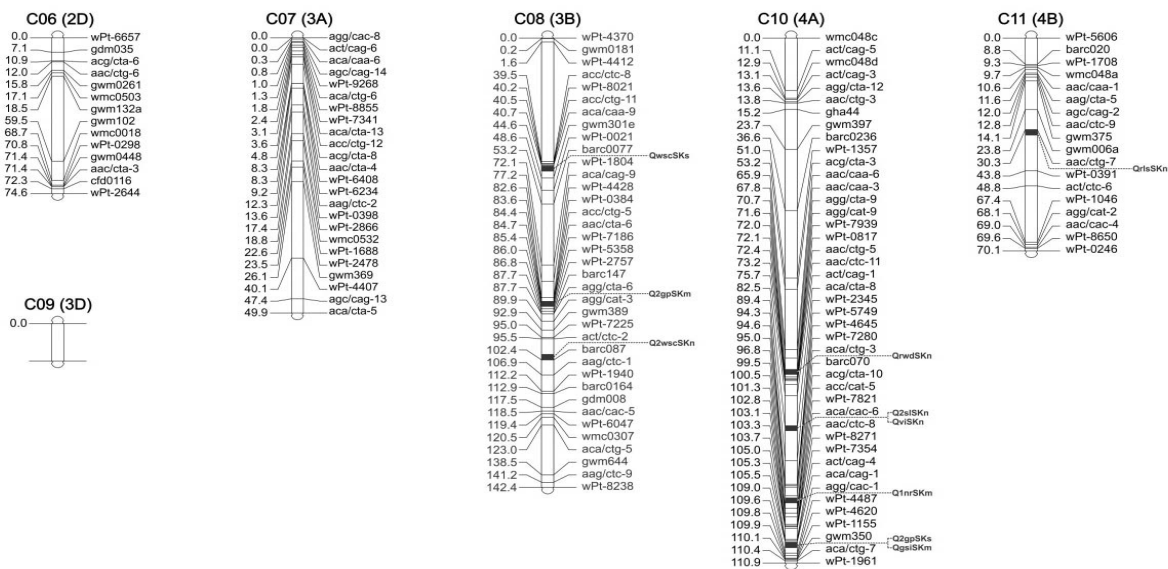 C06 (2D)
0.0 wPt-6657
7.1 gdm035
10.9 acg/cta-6
12.0 aac/ctg-6
15.8 gwm0261
17.1 wmc0503
18.5 gwm132a
59.5 gwm102
68.7 wmc0018
70.8 wPt-0298
71.4 gwm0448
71.4 aac/cta-3
72.3 cfd0116
74.6 wPt-2644
C09 (3D)
0.0
C07 (3A)
0.0 agg/cac-8
0.0 act/cag-6
0.3 aca/caa-6
0.8 agc/cag-14
1.0 wPt-9268
1.3 aca/ctg-6
1.8 wPt-8855
2.4 wPt-7341
3.1 aca/cta-13
3.6 acc/ctg-12
4.8 acg/cta-8
8.3 aac/cta-4
8.3 wPt-6408
9.2 wPt-6234
12.3 aag/ctc-2
13.6 wPt-0398
17.4 wPt-2866
18.8 wmc0532
22.6 wPt-1688
23.5 wPt-2478
26.1 gwm369
40.1 wPt-4407
47.4 agc/cag-13
49.9 aca/cta-5
C08 (3B)
0.0 wPt-4370
0.2 gwm0181
1.6 wPt-4412
39.5 acc/ctc-8
40.2 wPt-8021
40.5 acc/ctg-11
40.7 aca/caa-9
44.6 gwm301e
48.6 wPt-0021
53.2 barc0077
QwscSKs
72.1 wPt-1804
77.2 aca/cag-9
82.6 wPt-4428
83.6 wPt-0384
84.4 acc/ctg-5
84.7 aac/cta-6
85.4 wPt-7186
86.0 wPt-5358
86.8 wPt-2757
87.7 barc147
87.7 agg/cta-6
Q2gpSKm
89.9 agg/cat-3
92.9 gwm389
95.0 wPt-7225
95.5 act/ctc-2
Q2wscSKn
102.4 barc087
106.9 aag/ctc-1
112.2 wPt-1940
112.9 barc0164
117.5 gdm008
118.5 aac/cac-5
119.4 wPt-6047
120.5 wmc0307
123.0 aca/ctg-5
138.5 gwm644
141.2 aag/ctc-9
142.4 wPt-8238
C10 (4A)
0.0 wmc048c
11.1 act/cag-5
12.9 wmc048d
13.1 act/cag-3
13.6 agg/cta-12
13.8 aac/ctg-3
15.2 gha44
23.7 gwm397
36.6 barc0236
51.0 wPt-1357
53.2 acg/cta-3
65.9 aac/caa-6
67.8 aac/caa-3
70.7 agg/cta-9
71.6 agg/cat-9
72.0 wPt-7939
72.1 wPt-0817
72.4 aac/ctg-5
73.2 aac/ctc-11
75.7 act/cag-1
82.5 aca/cta-8
89.4 wPt-2345
94.3 wPt-5749
94.6 wPt-4645
95.0 wPt-7280
96.8 aca/ctg-3
QrwdSKn
99.5 barc070
100.5 acg/cta-10
101.3 acc/cat-5
102.8 wPt-7821
103.1 aca/cac-6
Q2slSKn
103.3 aac/ctc-8
QviSKn
103.7 wPt-8271
105.0 wPt-7354
105.3 act/cag-4
105.5 aca/cag-1
109.0 agg/cac-1
Q1nrSKm
109.6 wPt-4487
109.8 wPt-4620
109.9 wPt-1155
110.1 gwm350
Q2gpSKs
110.4 aca/ctg-7
QgsiSKm
110.9 wPt-1961
C11 (4B)
0.0 wPt-5606
8.8 barc020
9.3 wPt-1708
9.7 wmc048a
10.6 aac/caa-1
11.6 aag/cta-5
12.0 agc/cag-2
12.8 aac/ctc-9
14.1 gwm375
23.8 gwm006a
30.3 aac/ctg-7
QrlsSKn
43.8 wPt-0391
48.8 act/ctc-6
67.4 wPt-1046
68.1 agg/cat-2
69.0 aac/cac-4
69.6 wPt-8650
70.1 wPt-0246